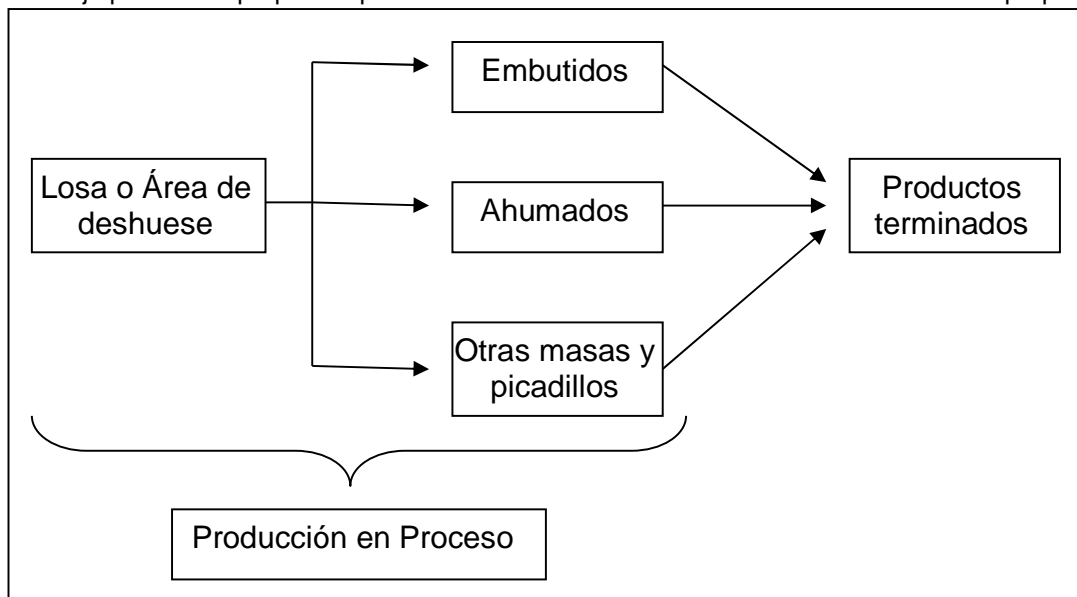 Embutidos
Losa o Área de
deshuese
Ahumados
Productos
terminados
Otras masas y
picadillos
Producción en Proceso